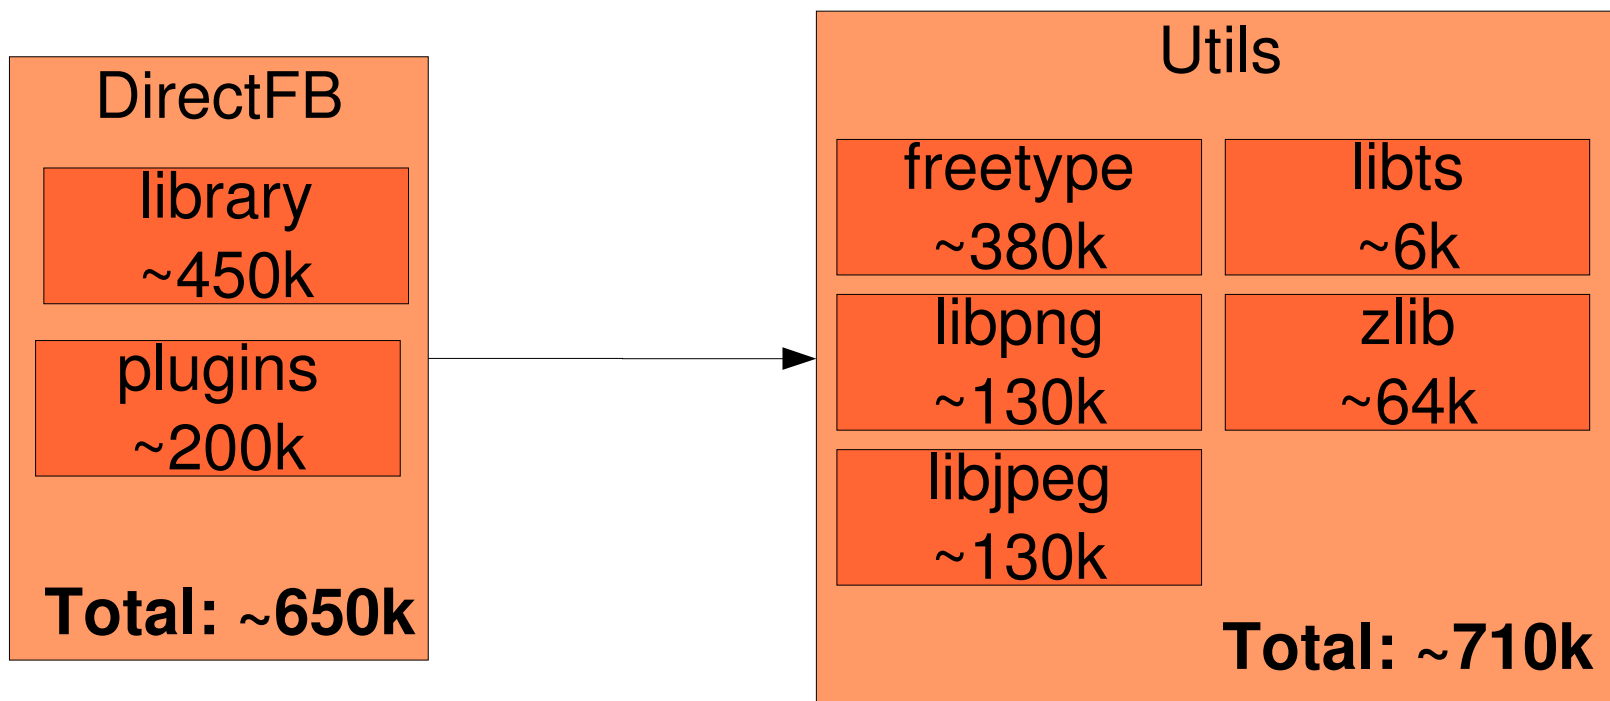 DirectFB
library
~450k
plugins
~200k
Total: ~650k
Utils
freetype
~380k
libts
~6k
libpng
~130k
zlib
~64k
libjpeg
~130k
Total: ~710k